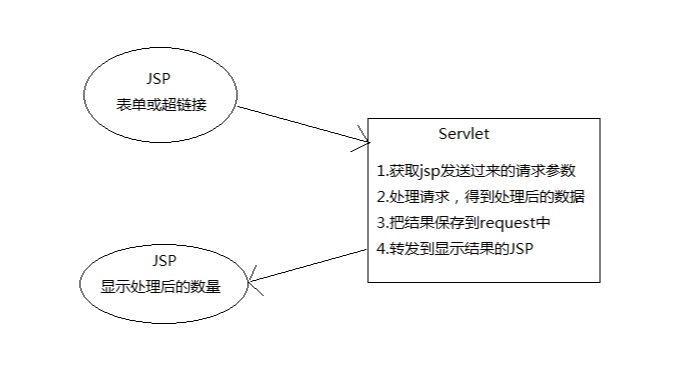 JSP
表单或超链接
Servlet
1.获取jsp发送过来的请求参数
2.处理请求，得到处理后的数据
3.把结果保存到request中
4.转发到显示结果的JSP
JSP
显示处理后的数量